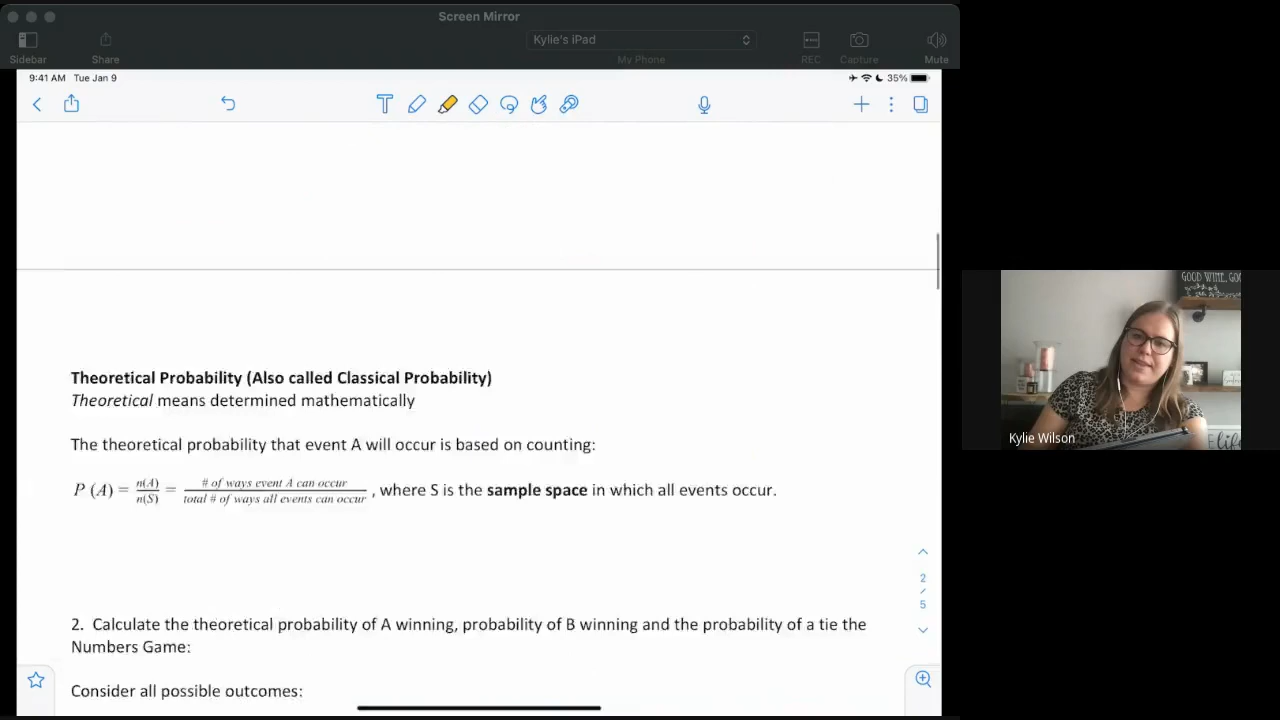 Screen Mirror
Kylie's iPad
Sidebar
Share
My Phone
REC
Capture
Mute
9:41 AM Tue Jan 9
35%
T
Theoretical Probability (Also called Classical Probability)
Theoretical means determined mathematically
The theoretical probability that event A will occur is based on counting:
P (A) = n(A)/n(S) = # of ways event A can occur/total # of ways all events can occur , where S is the sample space in which all events occur.
2
/
5
2. Calculate the theoretical probability of A winning, probability of B winning and the probability of a tie the
Numbers Game:
Consider all possible outcomes:
GOOD WINE, GOO
life
Kylie Wilson